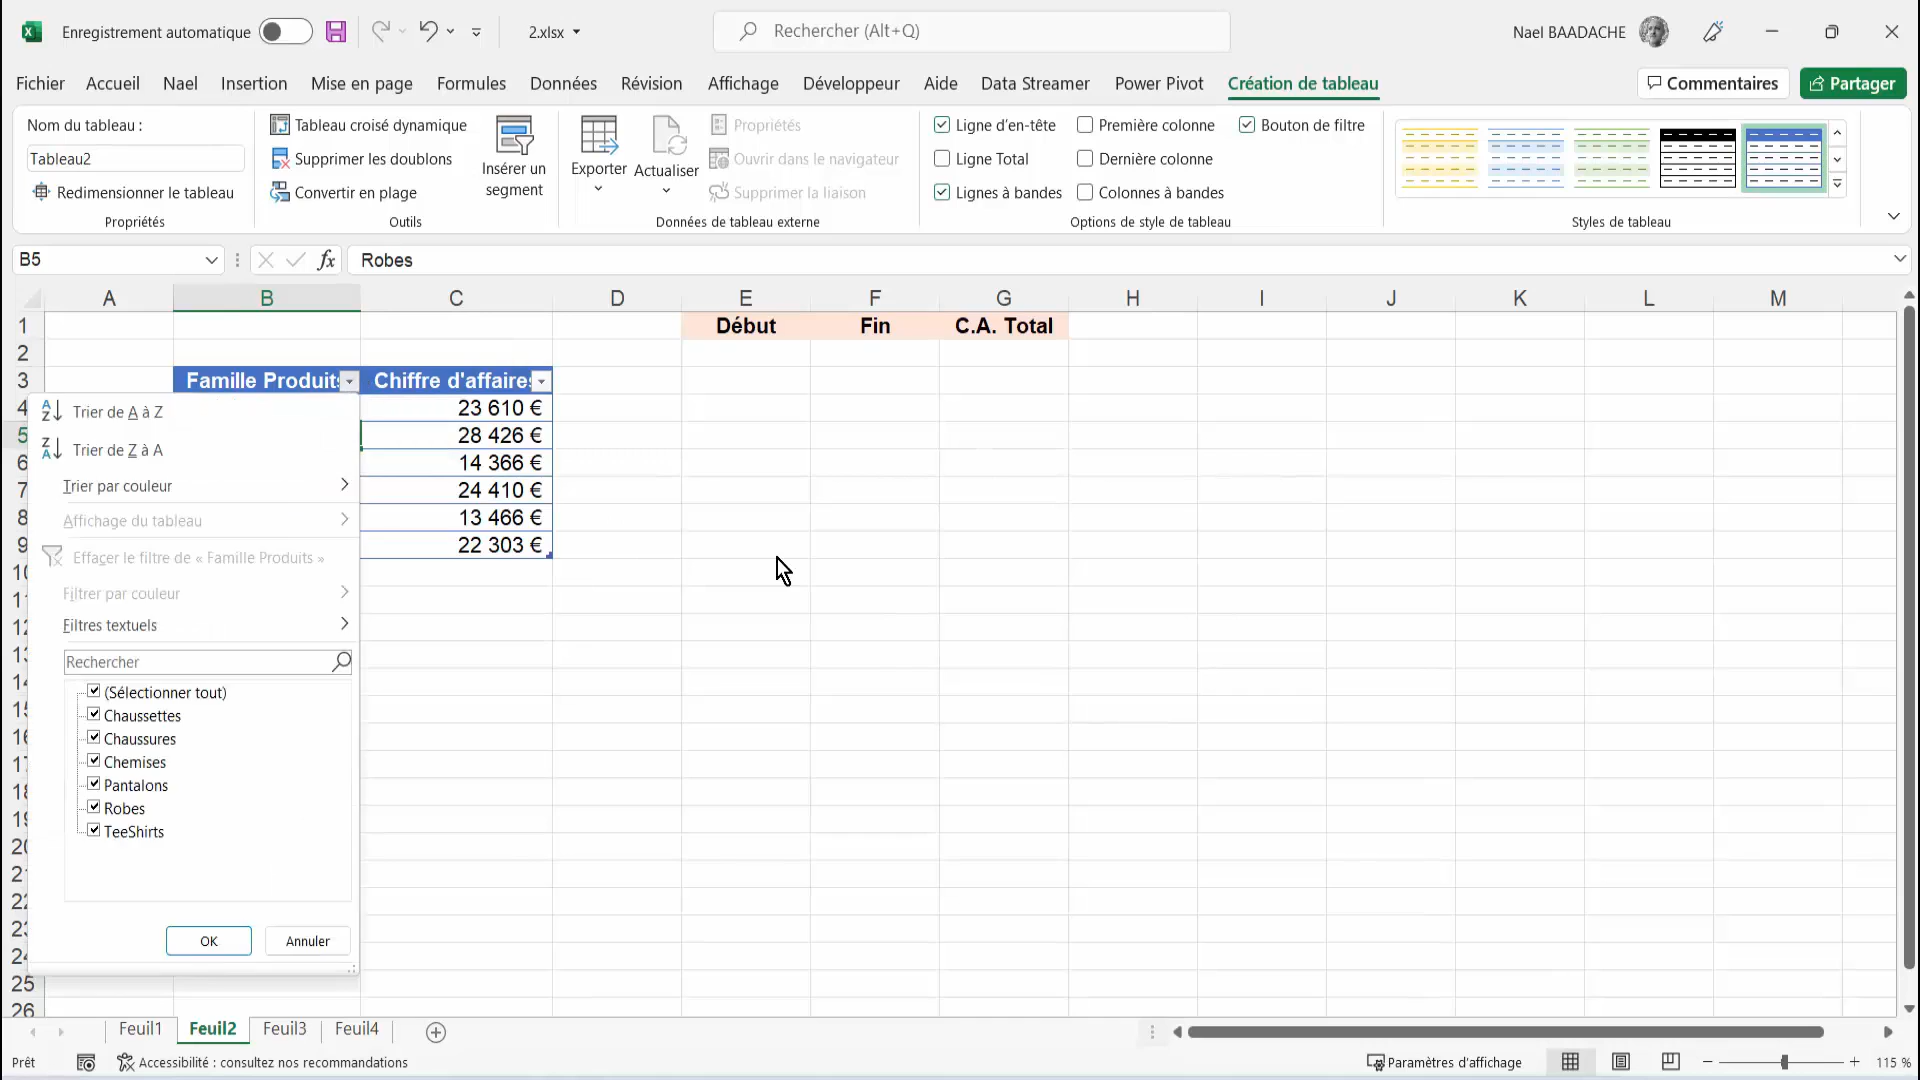 Enregistrement automatique
2.xlsx
Rechercher (Alt+Q)
Nael BAADACHE
Fichier Accueil Nael Insertion Mise en page Formules Données Révision Affichage Développeur Aide Data Streamer Power Pivot Création de tableau
Commentaires
Partager
Nom du tableau :
Tableau2
Redimensionner le tableau
Propriétés
Tableau croisé dynamique
Supprimer les doublons
Convertir en plage
Insérer un
segment
Outils
Exporter
Actualiser
Propriétés
Ouvrir dans le navigateur
Supprimer la liaison
Données de tableau externe
Ligne d'en-tête
Ligne Total
Lignes à bandes
Première colonne
Dernière colonne
Colonnes à bandes
Bouton de filtre
Options de style de tableau
Styles de tableau
B5
fx
Robes
A B C D E F G H I J K L M
1 Début Fin C.A. Total
2
3 Famille Produits Chiffre d'affaires
4 23 610 €
5 28 426 €
6 14 366 €
7 24 410 €
8 13 466 €
9 22 303 €
Trier de A à Z
Trier de Z à A
Trier par couleur
Affichage du tableau
Effacer le filtre de « Famille Produits »
Filtrer par couleur
Filtres textuels
Rechercher
(Sélectionner tout)
Chaussettes
Chaussures
Chemises
Pantalons
Robes
TeeShirts
OK
Annuler
25
26
Feuil1 Feuil2 Feuil3 Feuil4
Prêt
Accessibilité : consultez nos recommandations
Paramètres d'affichage
115 %